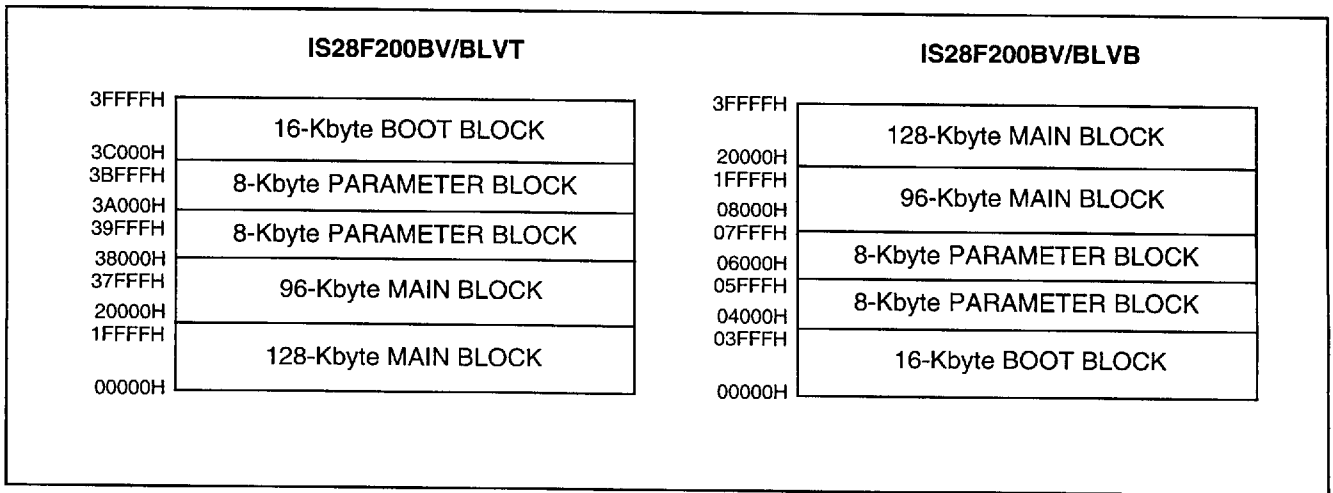 IS28F200BV/BLVT
3FFFFH
16-Kbyte BOOT BLOCK
3C000H
3BFFFH
8-Kbyte PARAMETER BLOCK
3A000H
39FFFH
8-Kbyte PARAMETER BLOCK
38000H
37FFFH
96-Kbyte MAIN BLOCK
20000H
1FFFFH
128-Kbyte MAIN BLOCK
00000H
IS28F200BV/BLVB
3FFFFH
128-Kbyte MAIN BLOCK
20000H
1FFFFH
96-Kbyte MAIN BLOCK
08000H
07FFFH
8-Kbyte PARAMETER BLOCK
06000H
05FFFH
8-Kbyte PARAMETER BLOCK
04000H
03FFFH
16-Kbyte BOOT BLOCK
00000H